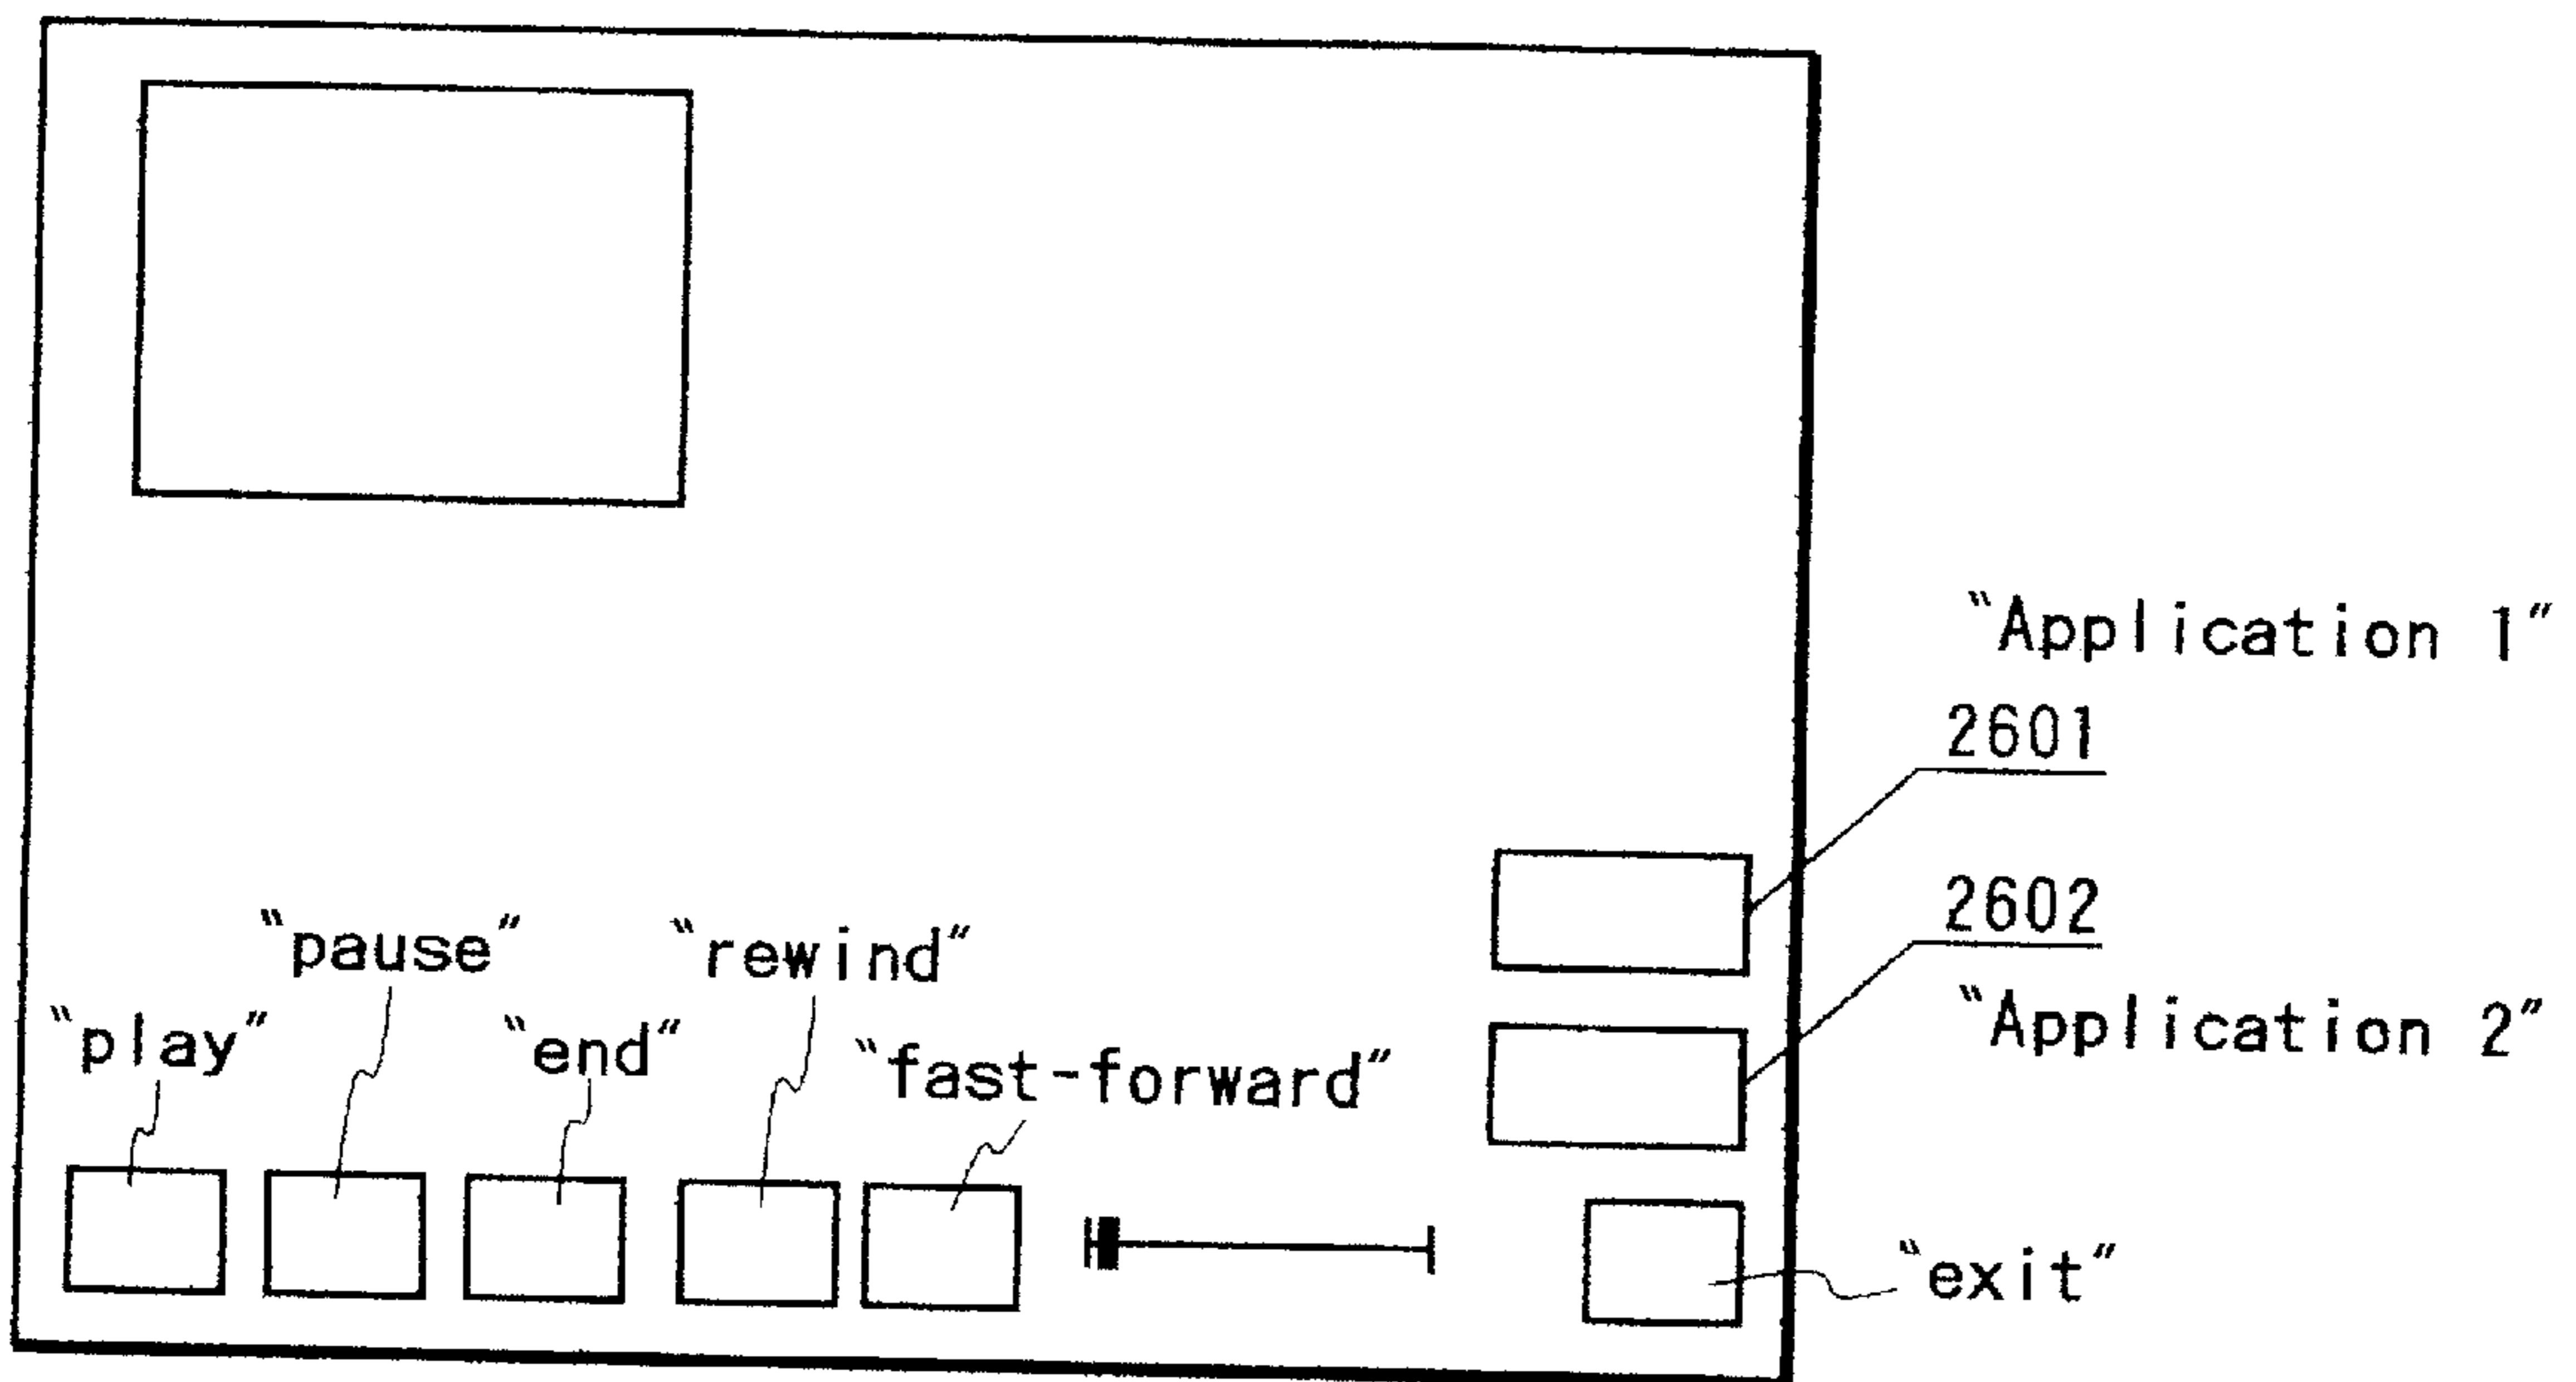 “Application 1”
2601
2602
“Application 2”
“pause”
“rewind”
“play”
“end”
“fast-forward”
“exit”